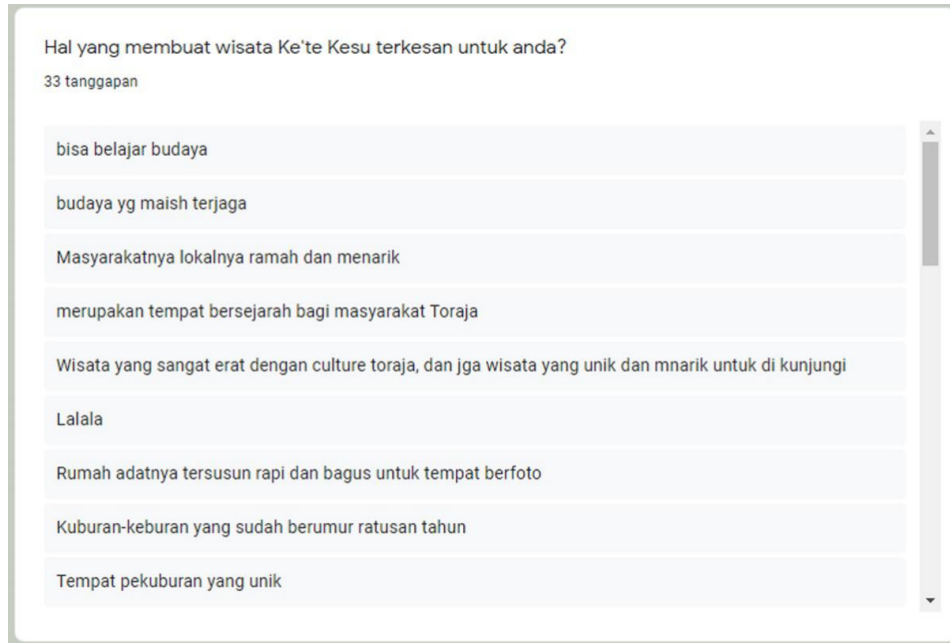 Hal yang membuat wisata Ke'te Kesu terkesan untuk anda?
33 tanggapan
bisa belajar budaya
budaya yg maish terjaga
Masyarakatnya lokalnya ramah dan menarik
merupakan tempat bersejarah bagi masyarakat Toraja
Wisata yang sangat erat dengan culture toraja, dan jga wisata yang unik dan mnarik untuk di kunjungi
Lalala
Rumah adatnya tersusun rapi dan bagus untuk tempat berfoto
Kuburan-keburan yang sudah berumur ratusan tahun
Tempat pekuburan yang unik